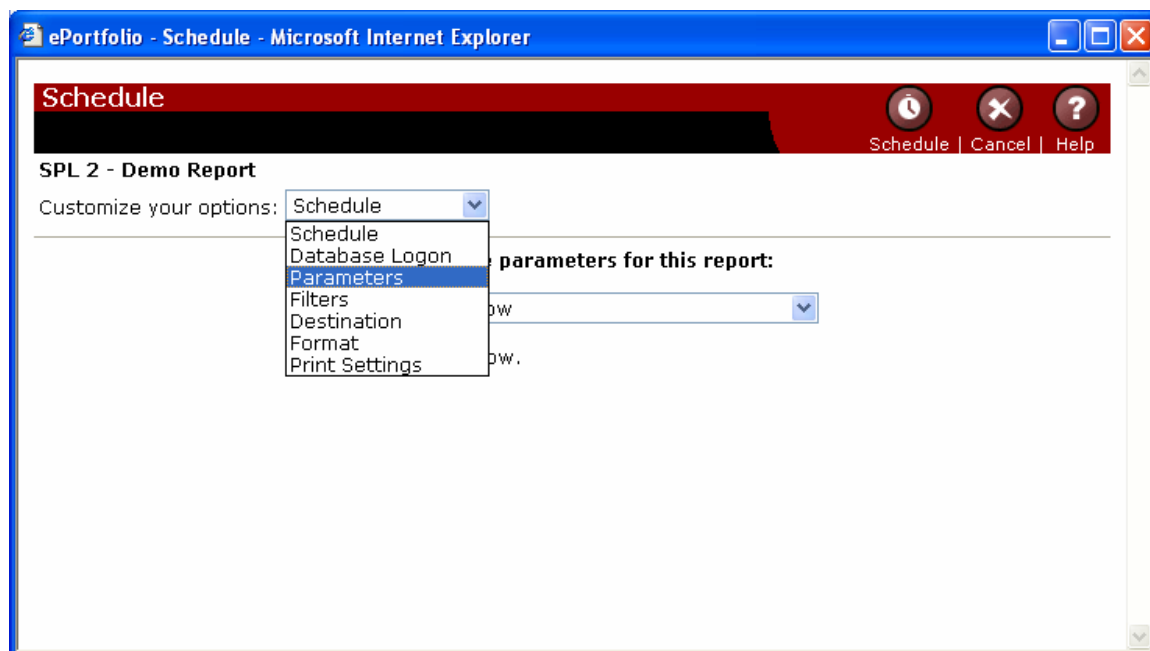 ePortfolio - Schedule - Microsoft Internet Explorer
Schedule
Schedule | Cancel | Help
SPL 2 - Demo Report
Customize your options: Schedule
Schedule
Database Logon
parameters for this report:
Parameters
Filters
Destination
Format
Print Settings